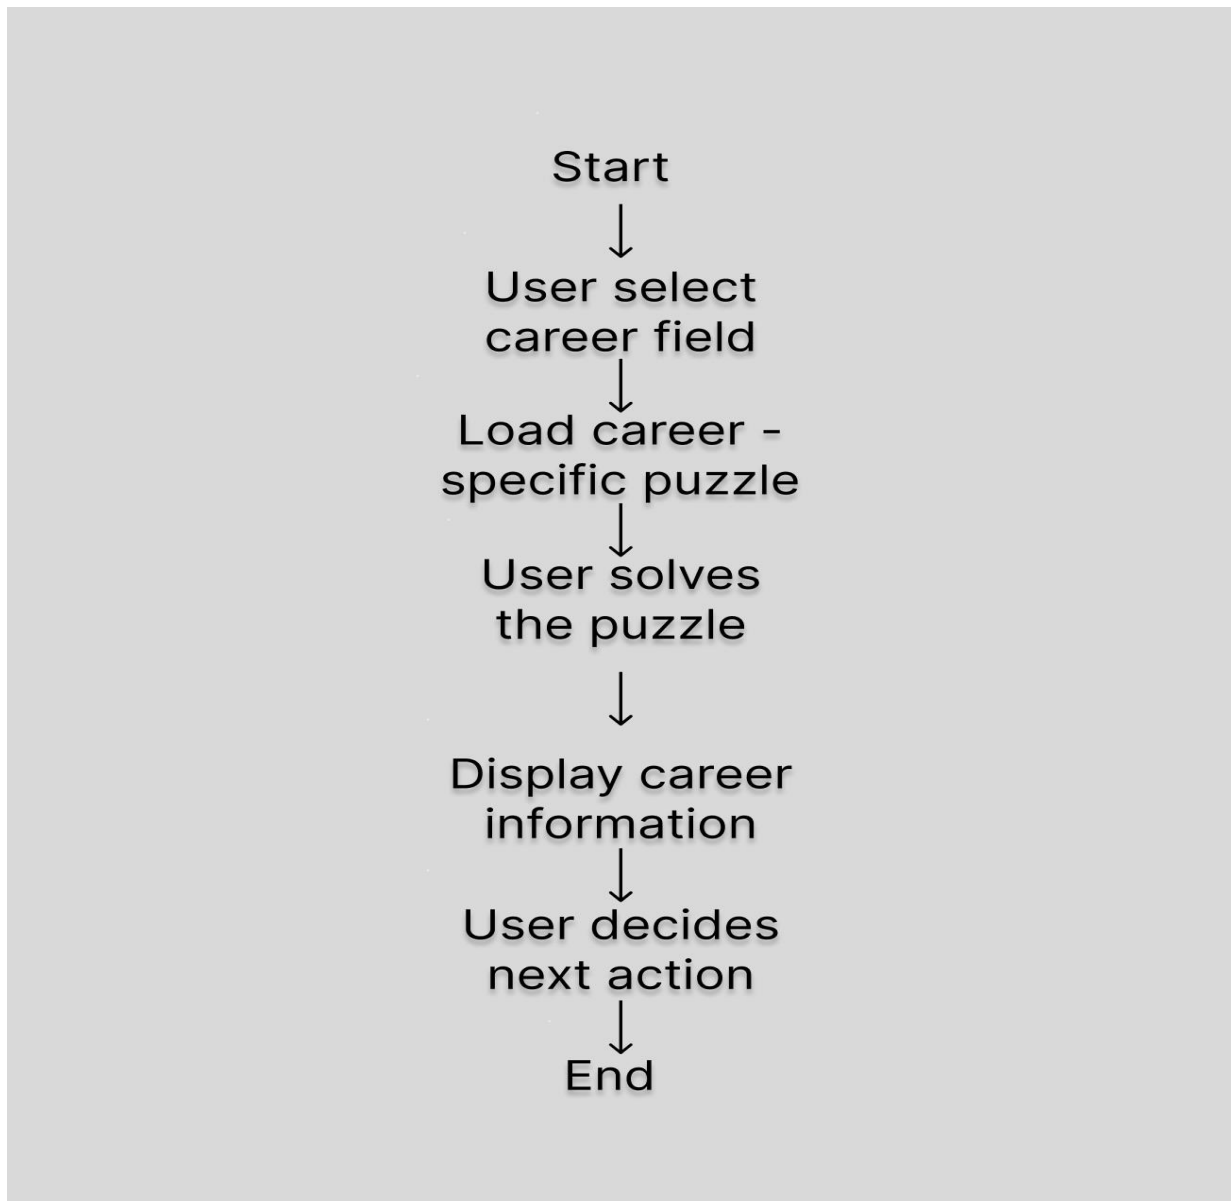 Start
User select
career field
Load career -
specific puzzle
User solves
the puzzle
Display career
information
User decides
next action
End